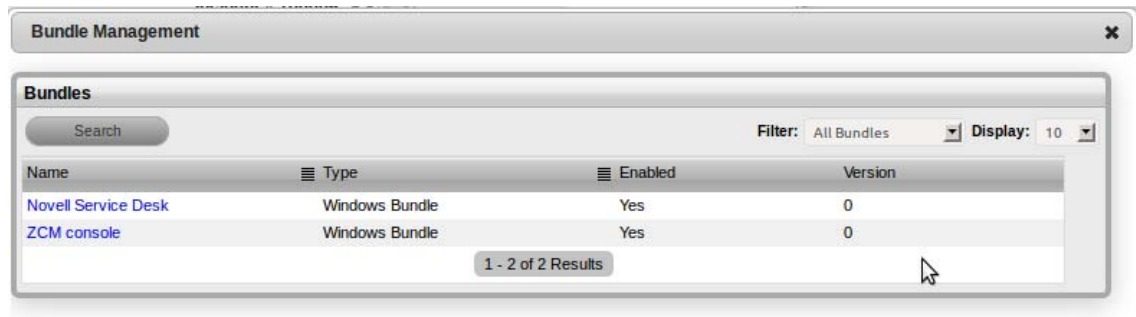 Bundle Management
Bundles
Search Filter: All Bundles Display: 10
Name Type Enabled Version
Novell Service Desk Windows Bundle Yes 0
ZCM console Windows Bundle Yes 0
1 - 2 of 2 Results